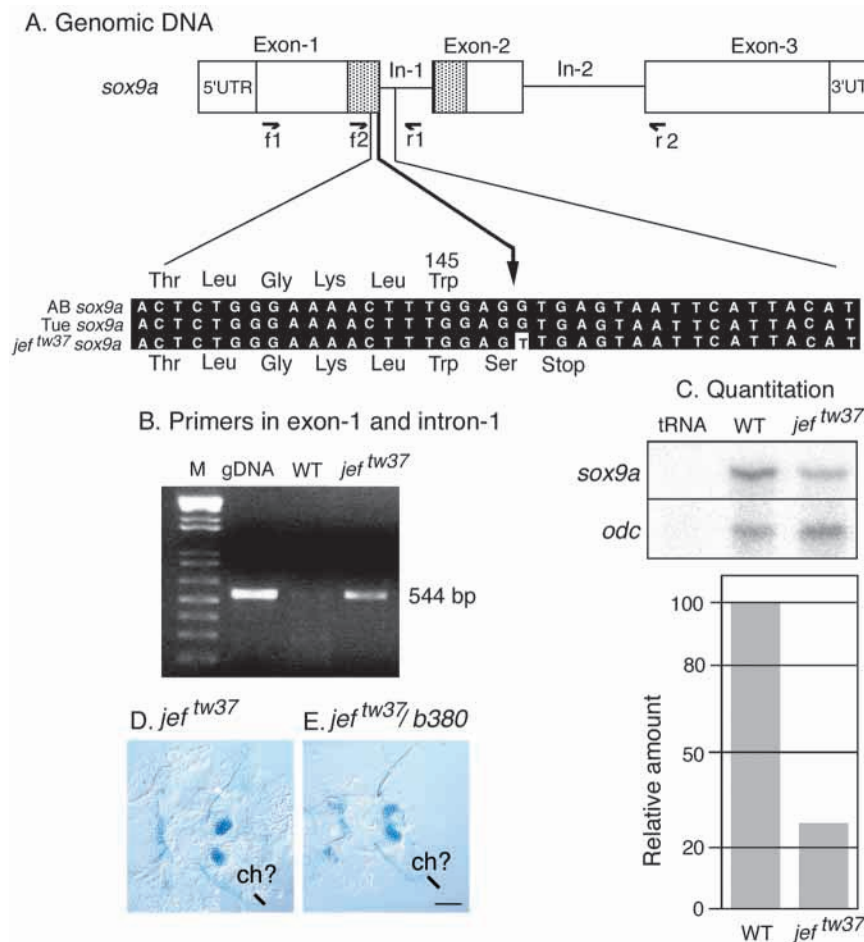 A. Genomic DNA
Exon-1 In-1 Exon-2 In-2 Exon-3
sox9a 5'UTR 3'UT
f1 f2 r1 r2
145
Thr Leu Gly Lys Leu Trp
AB sox9a A C T C T G G G A A A A C T T T G G A G G T G A G T A A T T C A T T A C A T
Tue sox9a A C T C T G G G A A A A C T T T G G A G G T G A G T A A T T C A T T A C A T
jef tw37 sox9a A C T C T G G G A A A A C T T T G G A G T T G A G T A A T T C A T T A C A T
Thr Leu Gly Lys Leu Trp Ser Stop
B. Primers in exon-1 and intron-1
M gDNA WT jef tw37
544 bp
C. Quantitation
tRNA WT jef tw37
sox9a
odc
Relative amount
100
80
50
20
0
WT jef tw37
D. jef tw37
ch?
E. jef tw37/b380
ch?